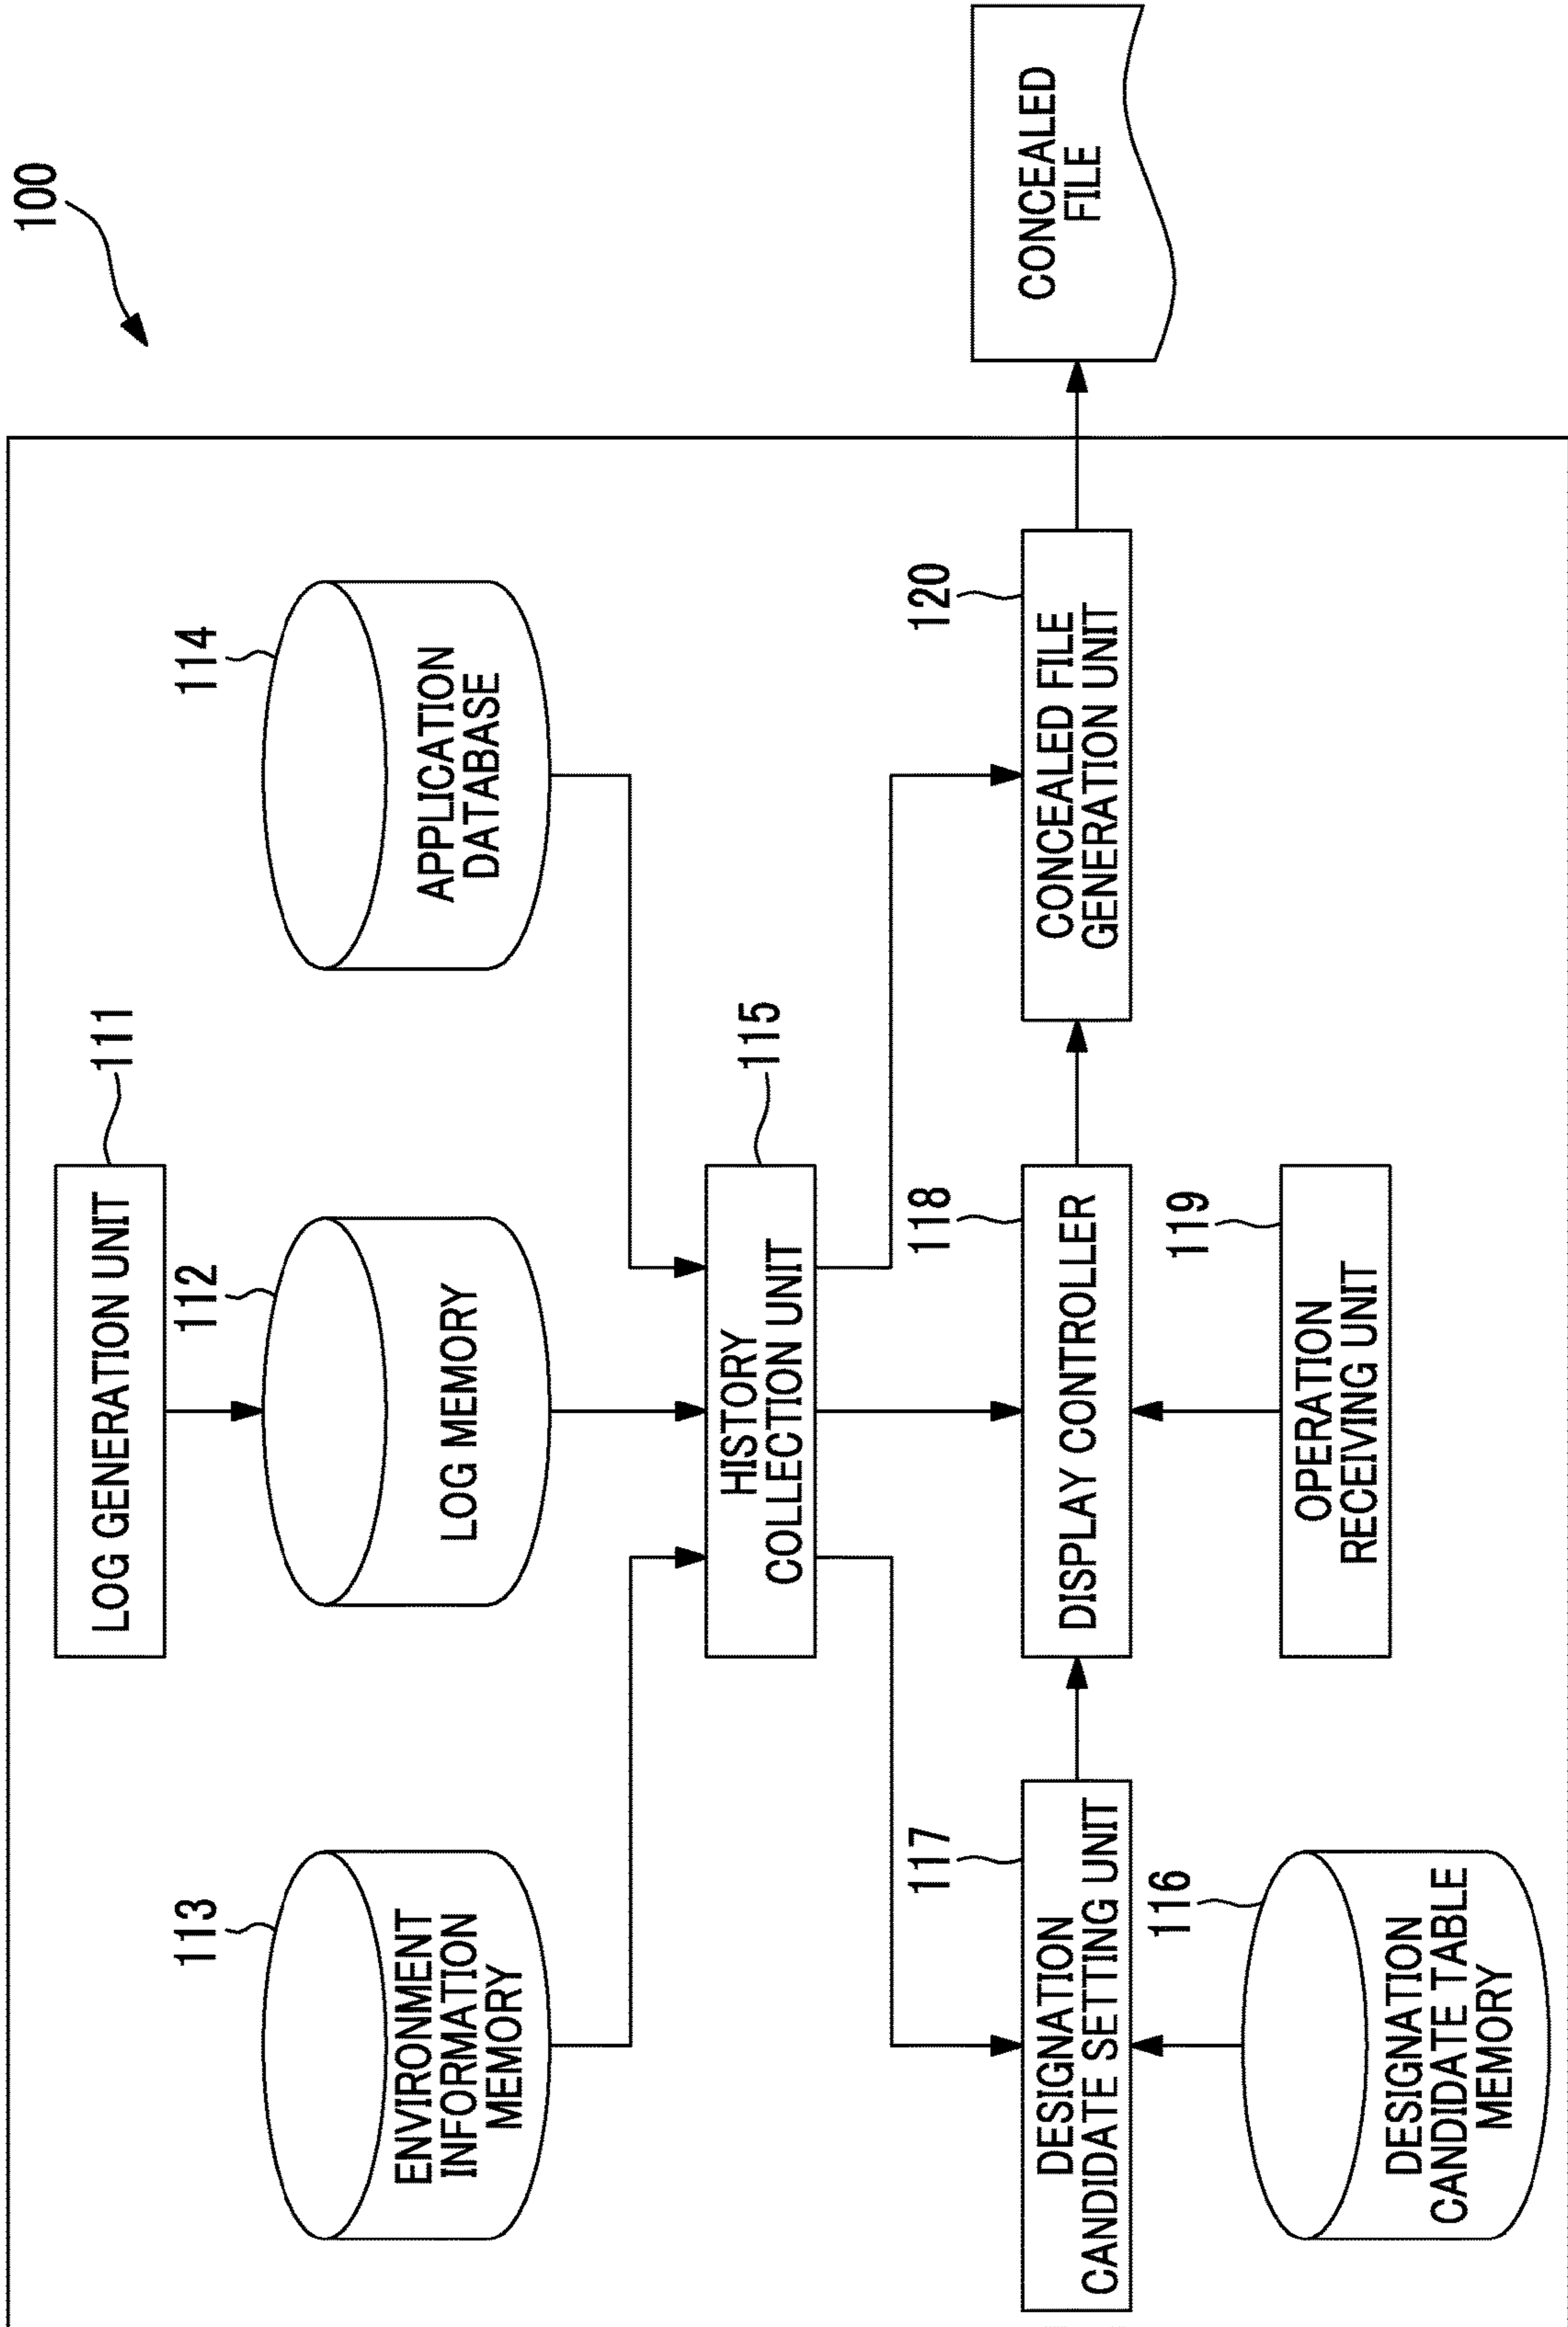 100
111
LOG GENERATION UNIT
113
ENVIRONMENT
INFORMATION
MEMORY
112
LOG MEMORY
114
APPLICATION
DATABASE
115
HISTORY
COLLECTION UNIT
117
DESIGNATION
CANDIDATE SETTING UNIT
118
DISPLAY CONTROLLER
120
CONCEALED FILE
GENERATION UNIT
CONCEALED
FILE
116
DESIGNATION
CANDIDATE TABLE
MEMORY
119
OPERATION
RECEIVING UNIT